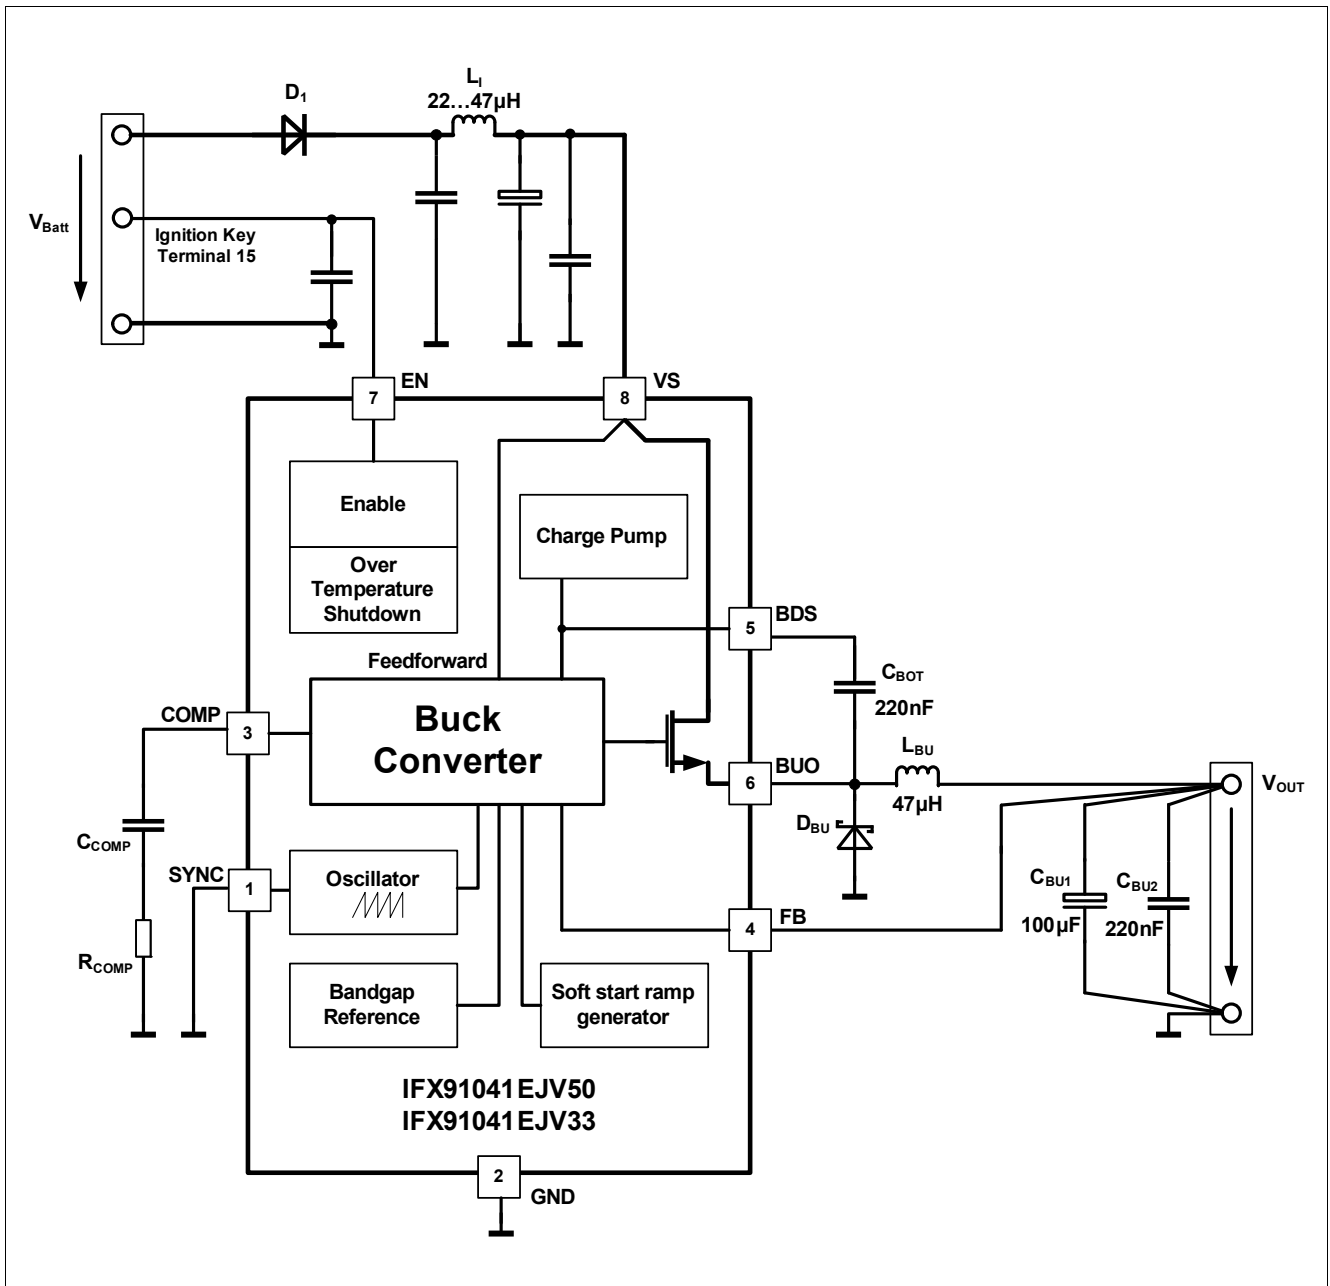 D1
LI
22...47µH
VBatt
Ignition Key
Terminal 15
EN
VS
7
8
Enable
Over
Temperature
Shutdown
Charge Pump
BDS
5
Feedforward
CBOT
220nF
COMP
3
Buck
Converter
BUO
6
LBU
47µH
VOUT
DBU
CCOMP
SYNC
1
Oscillator
CBU1
100µF
CBU2
220nF
FB
4
RCOMP
Bandgap
Reference
Soft start ramp
generator
IFX91041EJV50
IFX91041EJV33
2
GND